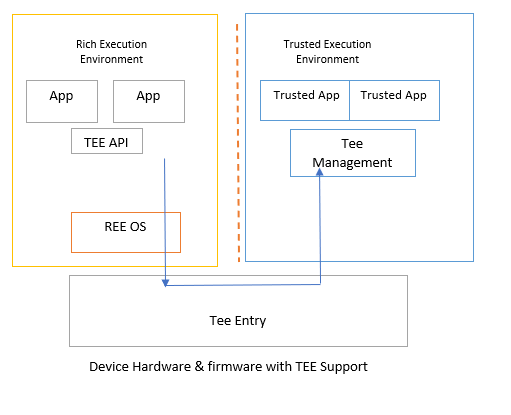 Rich Execution
Environment
App
App
TEE API
REE OS
Trusted Execution
Environment
Trusted App
Trusted App
Tee
Management
Tee Entry
Device Hardware & firmware with TEE Support